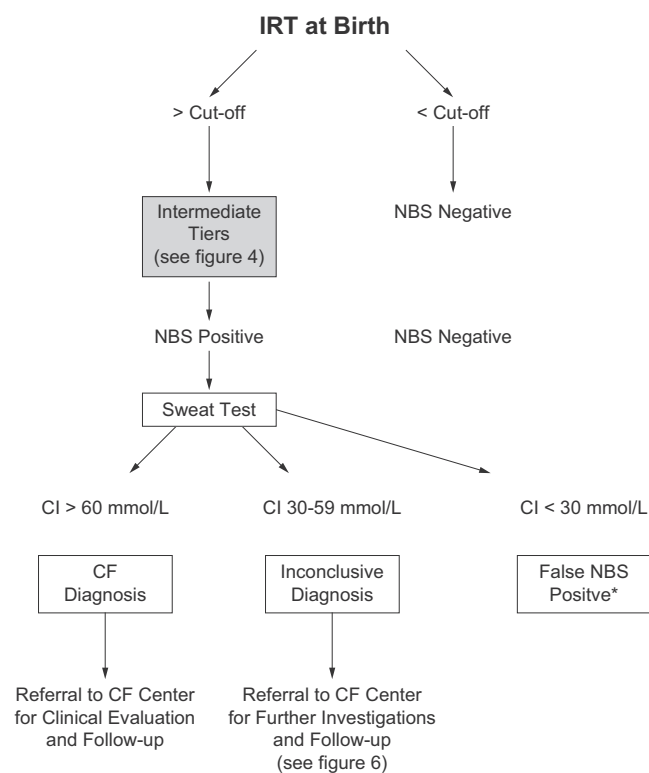 IRT at Birth
> Cut-off
< Cut-off
Intermediate
Tiers
(see figure 4)
NBS Negative
NBS Positive
NBS Negative
Sweat Test
CI > 60 mmol/L
CI 30-59 mmol/L
CI < 30 mmol/L
CF
Diagnosis
Inconclusive
Diagnosis
False NBS
Positve*
Referral to CF Center
for Clinical Evaluation
and Follow-up
Referral to CF Center
for Further Investigations
and Follow-up
(see figure 6)